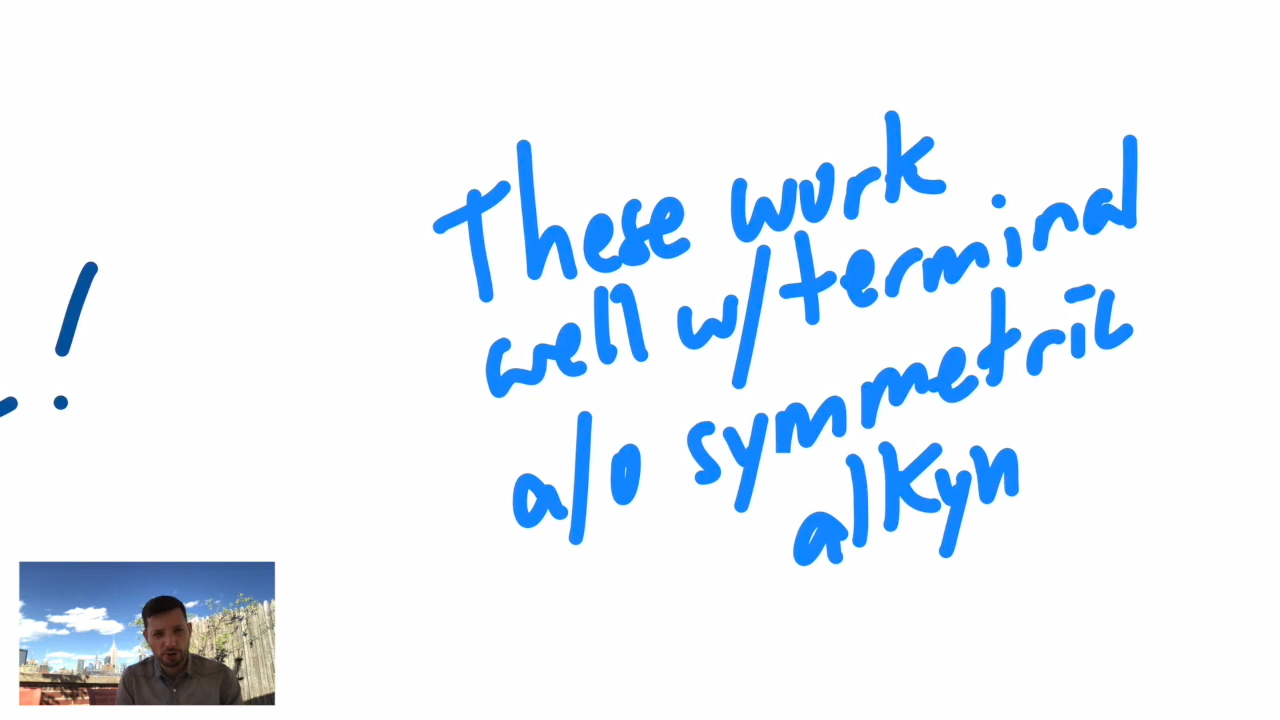 These work
well w/terminal
a/o symmetric
alkyn
!